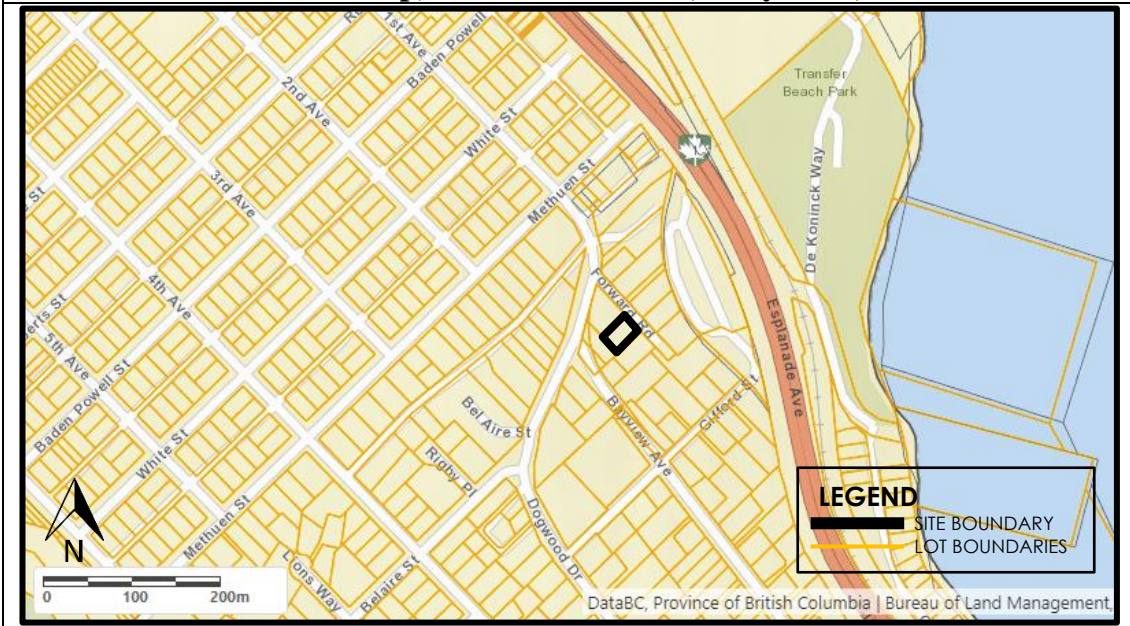 1st Ave
Baden Powell
2nd Ave
White St
3rd Ave
Methuen St
4th Ave
5th Ave
Baden Powell St
White St
Methuen St
Transfer
Beach Park
De Koninck Way
1
Forward Rd
Esplanade Ave
Gifford St
Bayview Ave
Bel Aire St
Rigby Pl
Dogwood Dr
Lions Way
Belaire St
N
0 100 200m
LEGEND
SITE BOUNDARY
LOT BOUNDARIES
DataBC, Province of British Columbia | Bureau of Land Management,